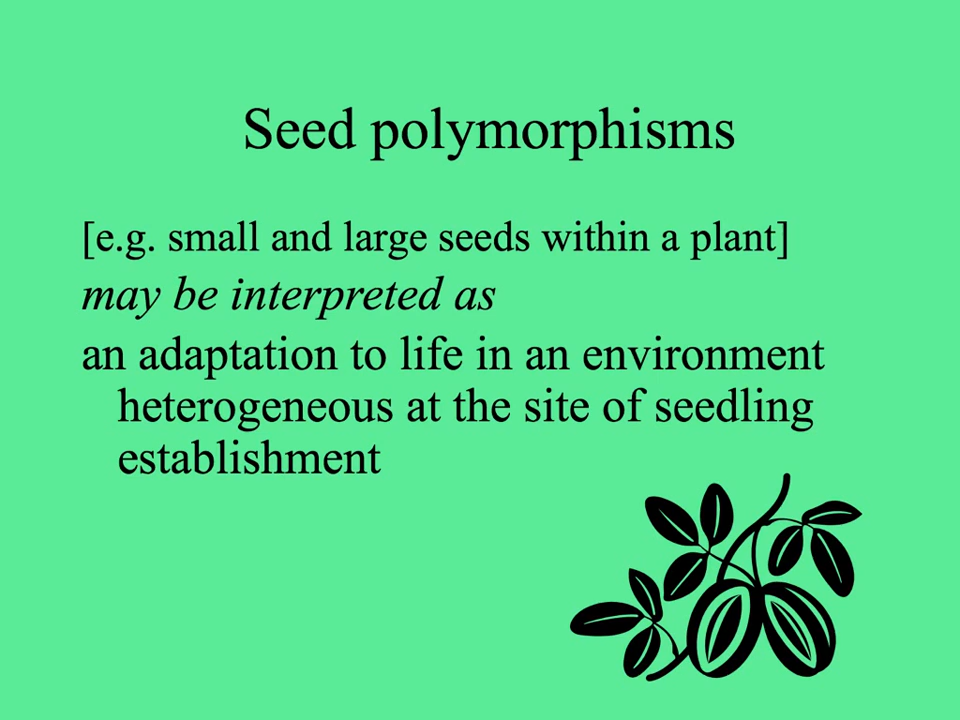 Seed polymorphisms
[e.g. small and large seeds within a plant]
may be interpreted as
an adaptation to life in an environment
heterogeneous at the site of seedling
establishment